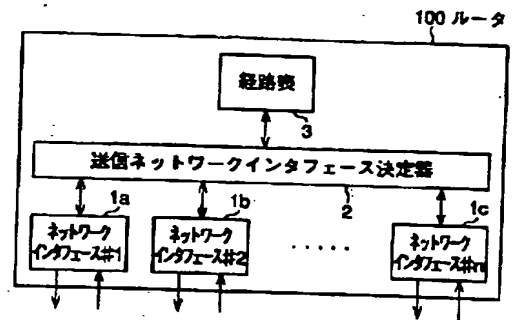 100 ルータ
経路表
3
送信ネットワークインタフェース決定器
2
1a
ネットワーク
インタフェース#1
1b
ネットワーク
インタフェース#2
.....
1c
ネットワーク
インタフェース#n